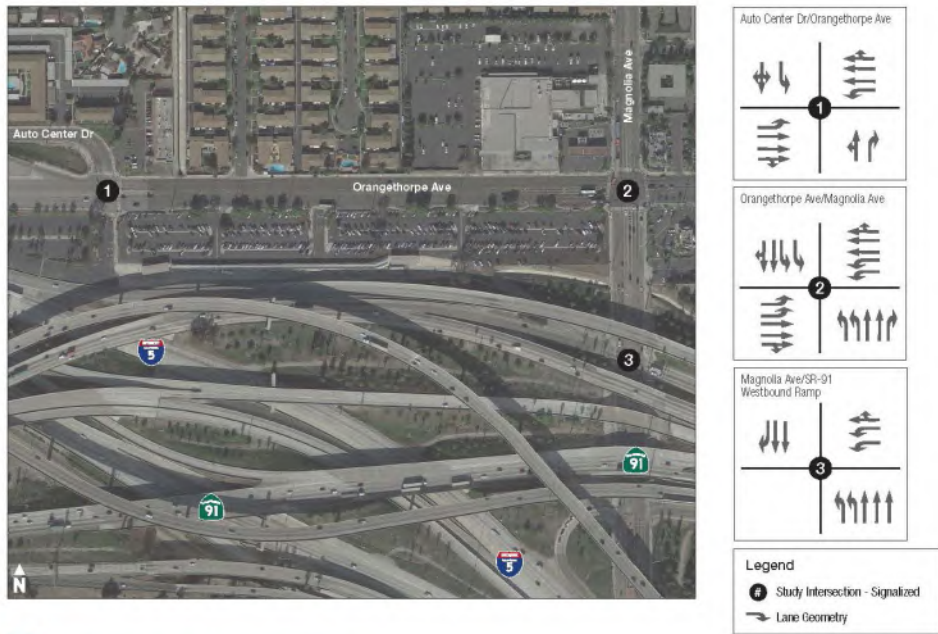 Auto Center Dr
Orangethorpe Ave
Magnolia Ave
1
2
3
INTERSTATE
5
91
91
5
N
Auto Center Dr/Orangethorpe Ave
1
Orangethorpe Ave/Magnolia Ave
2
Magnolia Ave/SR-91
Westbound Ramp
3
Legend
# Study Intersection - Signalized
Lane Geometry